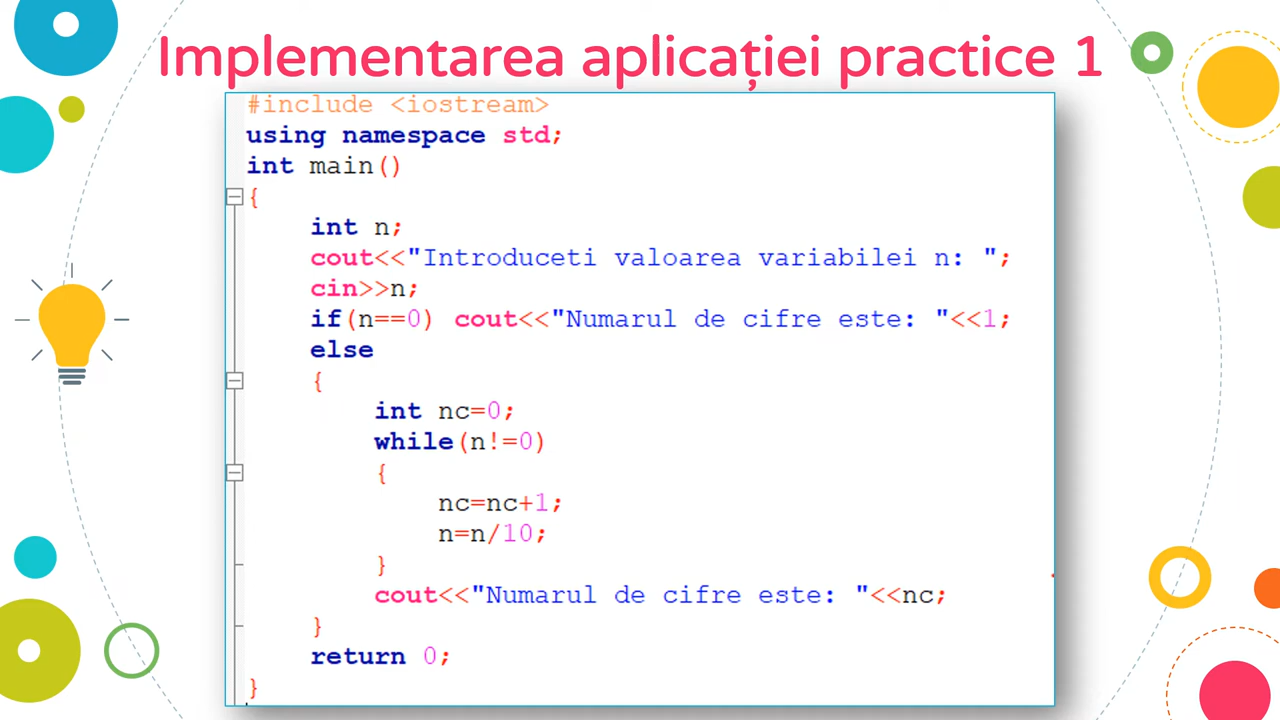 Implementarea aplicației practice 1
#include <iostream>
using namespace std;
int main()
{
    int n;
    cout<<"Introduceti valoarea variabilei n: ";
    cin>>n;
    if(n==0) cout<<"Numarul de cifre este: "<<1;
    else
    {
        int nc=0;
        while(n!=0)
        {
            nc=nc+1;
            n=n/10;
        }
        cout<<"Numarul de cifre este: "<<nc;
    }
    return 0;
}